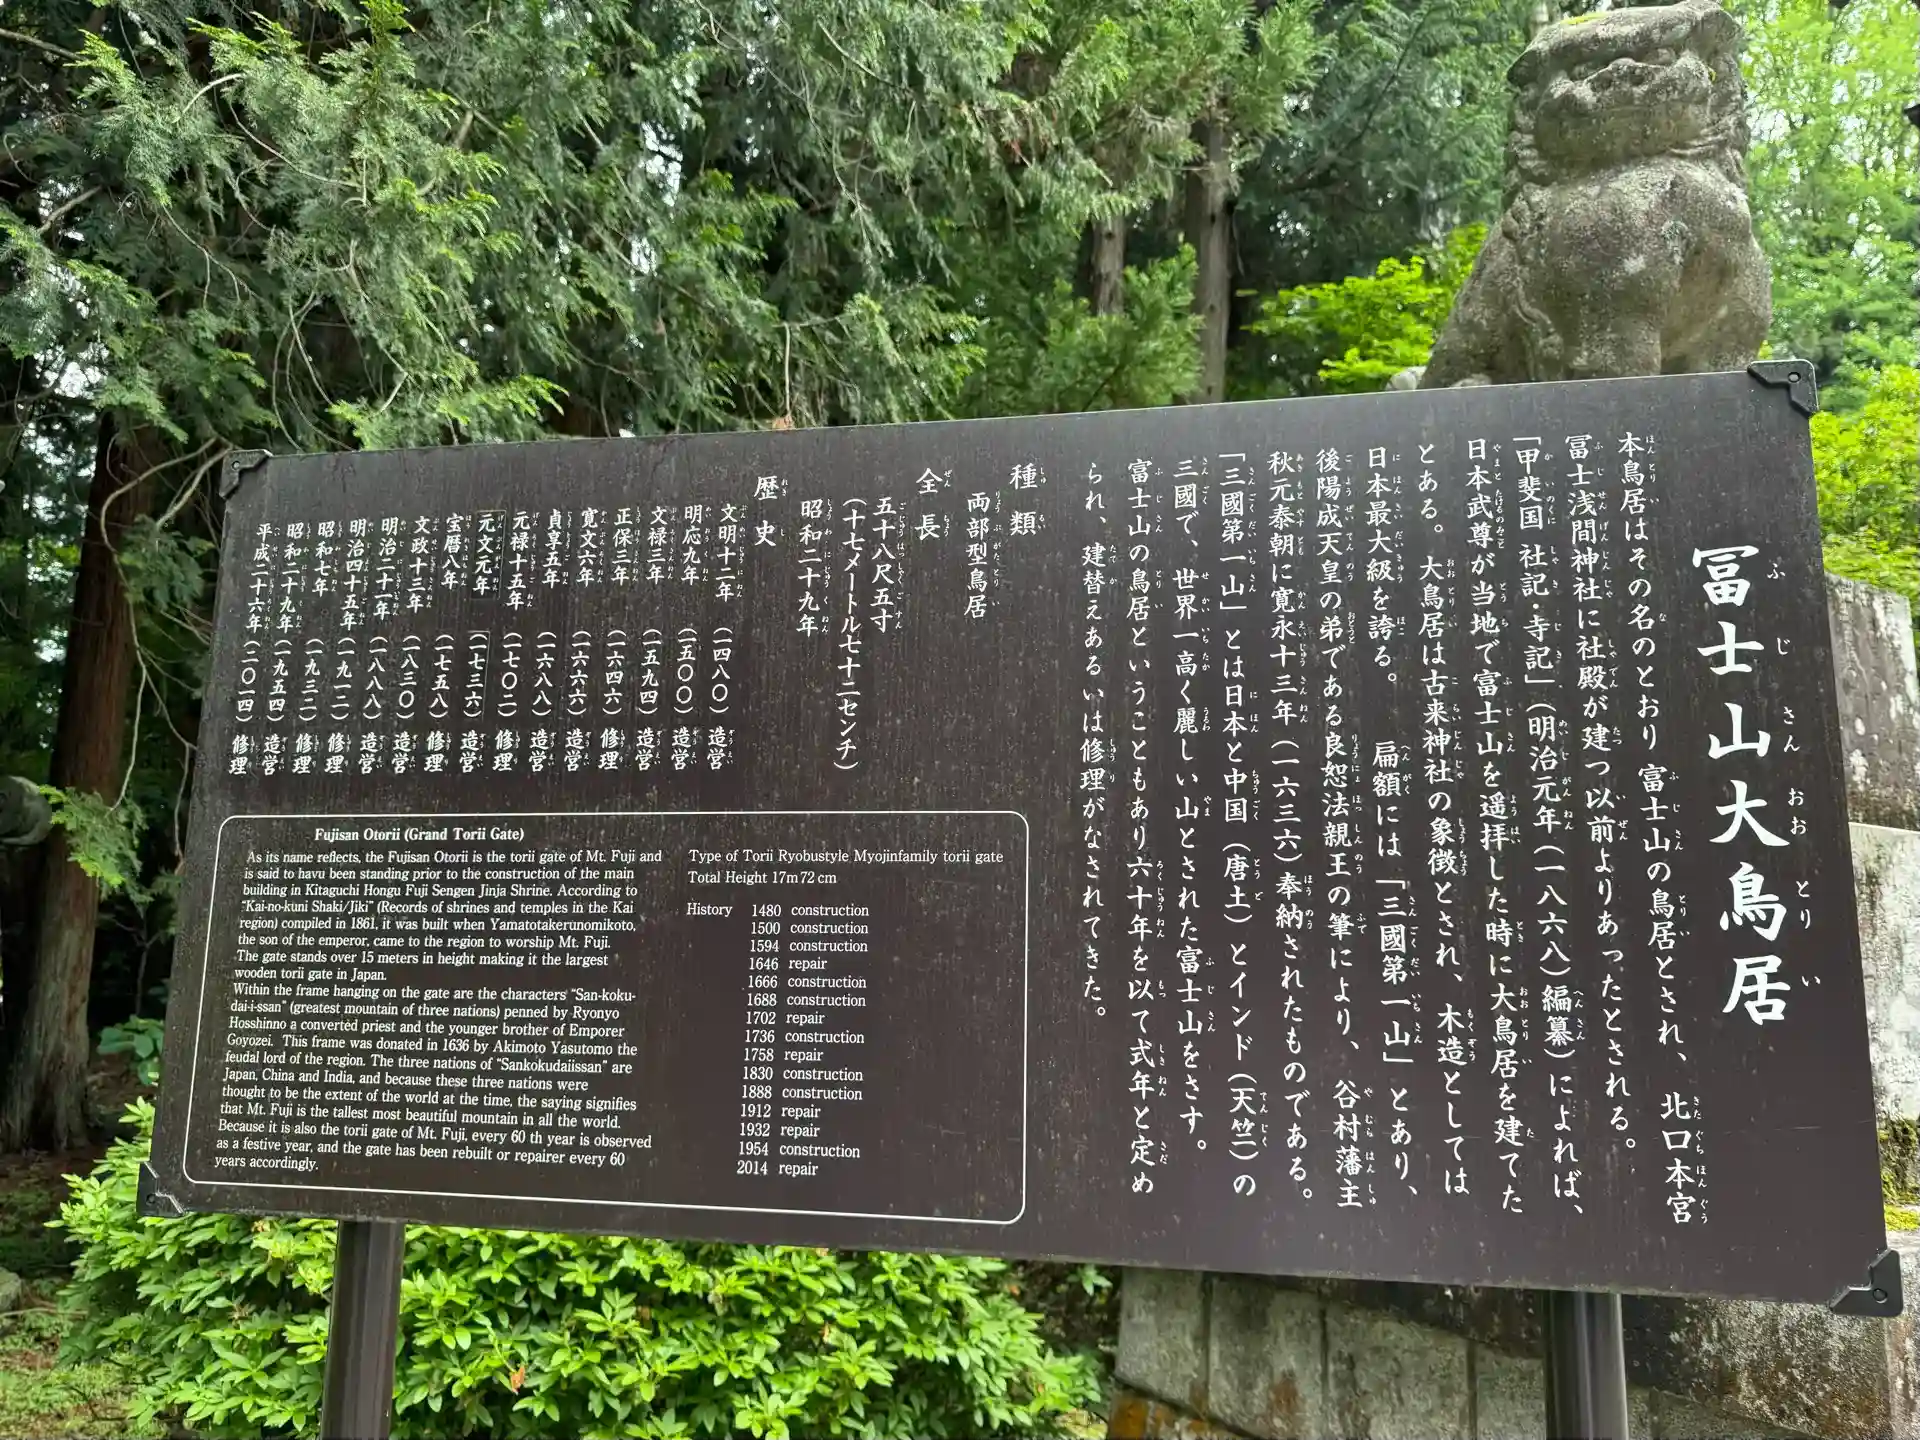 冨士山大鳥居
本鳥居はその名のとおり富士山の鳥居とされ、北口本宮
冨士浅間神社に社殿が建つ以前よりあったとされる。
「甲斐国 社記・寺記」(明治元年(一八六八)編纂)によれば、
日本武尊が当地で富士山を遥拝した時に大鳥居を建てた
とある。大鳥居は古来神社の象徴とされ、木造としては
日本最大級を誇る。 扁額には「三國第一山」とあり、
後陽成天皇の弟である良恕法親王の筆により、谷村藩主
秋元泰朝に寛永十三年(一六三六)奉納されたものである。
「三國第一山」とは日本と中国(唐土)とインド(天竺)の
三國で、世界一高く麗しい山とされた富士山をさす。
富士山の鳥居ということもあり六十年を以て式年と定め
られ、建替えあるいは修理がなされてきた。
種類
両部型鳥居
全長
五十八尺五寸
(十七メートル七十二センチ)
昭和二十九年
歴史
文明十二年(一四八〇)造営
明応九年(一五〇〇)造営
文禄三年(一五九四)造営
正保三年(一六四六)修理
寛文六年(一六六六)造営
貞享五年(一六八八)造営
元禄十五年(一七〇二)修理
元文元年(一七三六)造営
宝暦八年(一七五八)修理
文政十三年(一八三〇)造営
明治二十一年(一八八八)造営
明治四十五年(一九一二)修理
昭和七年(一九三二)修理
昭和二十九年(一九五四)造営
平成二十六年(二〇一四)修理
Fujisan Otorii (Grand Torii Gate)
As its name reflects, the Fujisan Otorii is the torii gate of Mt. Fuji and
is said to havu been standing prior to the construction of the main
building in Kitaguchi Hongu Fuji Sengen Jinja Shrine. According to
"Kai-no-kuni Shaki/Jiki" (Records of shrines and temples in the Kai
region) compiled in 1861, it was built when Yamatotakerunomikoto,
the son of the emperor, came to the region to worship Mt. Fuji.
The gate stands over 15 meters in height making it the largest
wooden torii gate in Japan.
Within the frame hanging on the gate are the characters "San-koku-
dai-i-ssan" (greatest mountain of three nations) penned by Ryonyo
Hosshinno a converted priest and the younger brother of Emporer
Goyozei. This frame was donated in 1636 by Akimoto Yasutomo the
feudal lord of the region. The three nations of "Sankokudaiissan" are
Japan, China and India, and because these three nations were
thought to be the extent of the world at the time, the saying signifies
that Mt. Fuji is the tallest most beautiful mountain in all the world.
Because it is also the torii gate of Mt. Fuji, every 60 th year is observed
as a festive year, and the gate has been rebuilt or repairer every 60
years accordingly.
Type of Torii Ryobustyle Myojinfamily torii gate
Total Height 17m 72 cm
History 1480 construction
1500 construction
1594 construction
1646 repair
1666 construction
1688 construction
1702 repair
1736 construction
1758 repair
1830 construction
1888 construction
1912 repair
1932 repair
1954 construction
2014 repair